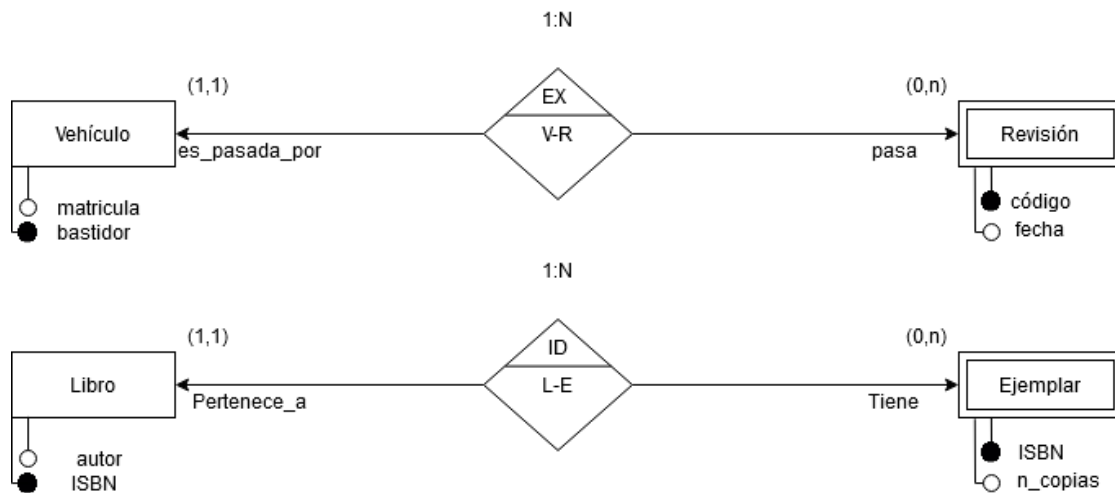 1:N
(1,1)
(0,n)
EX
Vehículo
V-R
Revisión
es_pasada_por
pasa
matricula
bastidor
código
fecha
1:N
(1,1)
(0,n)
ID
Libro
L-E
Ejemplar
Pertenece_a
Tiene
autor
ISBN
ISBN
n_copias